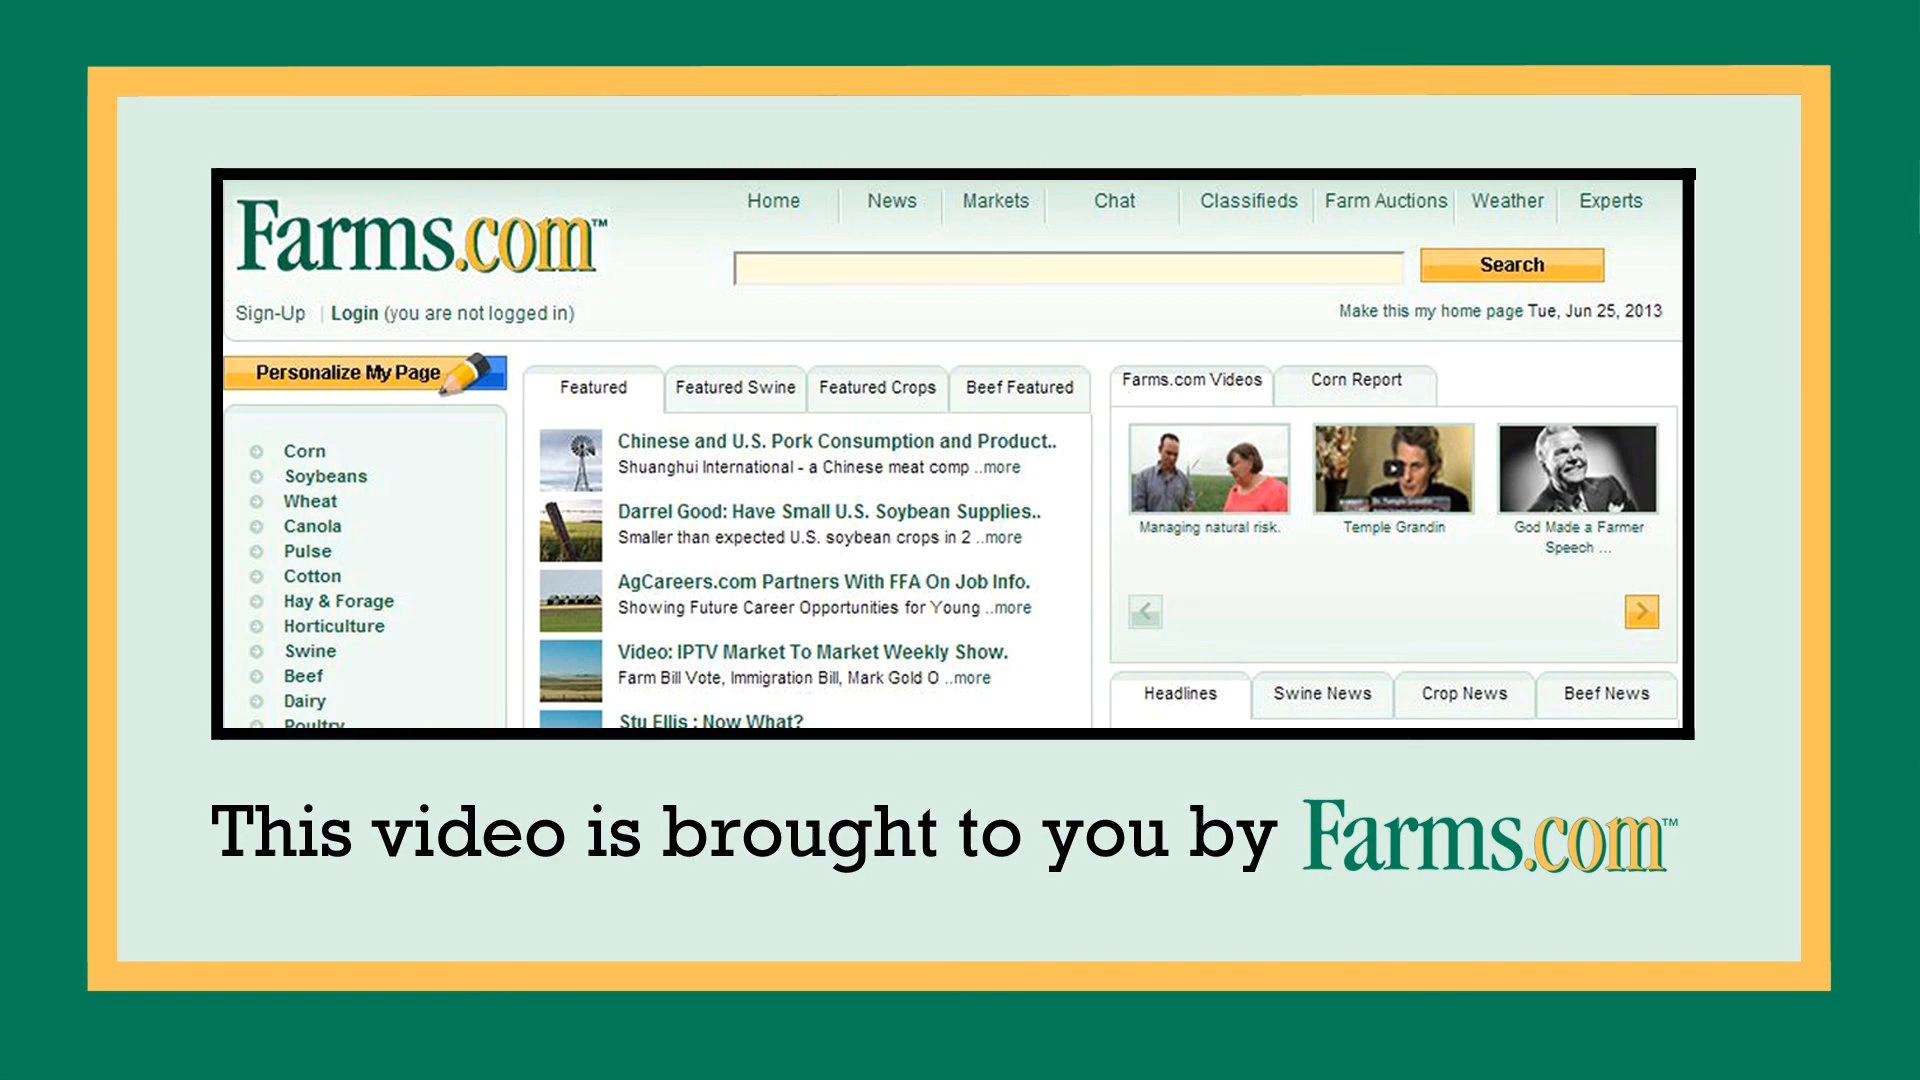 Farms.com™
Home News Markets Chat Classifieds Farm Auctions Weather Experts
Search
Sign-Up | Login (you are not logged in)
Make this my home page Tue, Jun 25, 2013
Personalize My Page
Corn
Soybeans
Wheat
Canola
Pulse
Cotton
Hay & Forage
Horticulture
Swine
Beef
Dairy
Poultry
Featured Featured Swine Featured Crops Beef Featured
Chinese and U.S. Pork Consumption and Product..
Shuanghui International - a Chinese meat comp ..more
Darrel Good: Have Small U.S. Soybean Supplies..
Smaller than expected U.S. soybean crops in 2 ..more
AgCareers.com Partners With FFA On Job Info.
Showing Future Career Opportunities for Young ..more
Video: IPTV Market To Market Weekly Show.
Farm Bill Vote, Immigration Bill, Mark Gold O ..more
Stu Ellis : Now What?
Farms.com Videos Corn Report
Managing natural risk.
Temple Grandin
God Made a Farmer
Speech ...
Headlines Swine News Crop News Beef News
This video is brought to you by Farms.com™